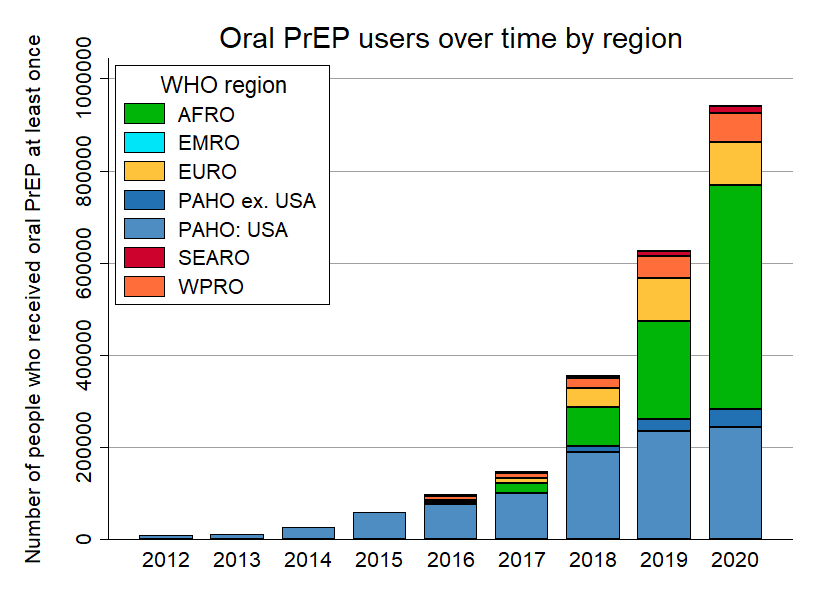 Oral PrEP users over time by region
Number of people who received oral PrEP at least once
1000000
800000
600000
400000
200000
0
WHO region
AFRO
EMRO
EURO
PAHO ex. USA
PAHO: USA
SEARO
WPRO
2012 2013 2014 2015 2016 2017 2018 2019 2020